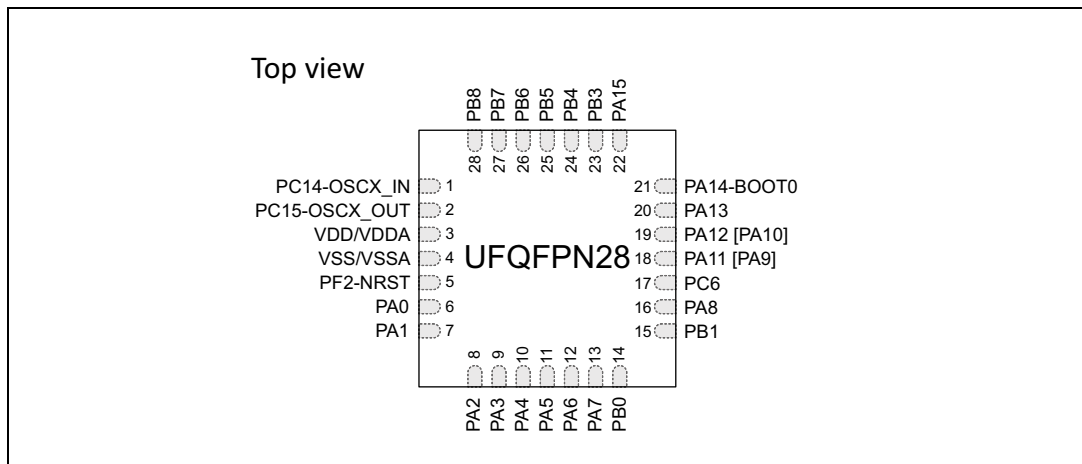 Top view
PB8
PB7
PB6
PB5
PB4
PB3
PA15
28
27
26
25
24
23
22
PC14-OSCX_IN 1
PC15-OSCX_OUT 2
VDD/VDDA 3
VSS/VSSA 4
PF2-NRST 5
PA0 6
PA1 7
UFQFPN28
21 PA14-BOOT0
20 PA13
19 PA12 [PA10]
18 PA11 [PA9]
17 PC6
16 PA8
15 PB1
8
9
10
11
12
13
14
PA2
PA3
PA4
PA5
PA6
PA7
PB0